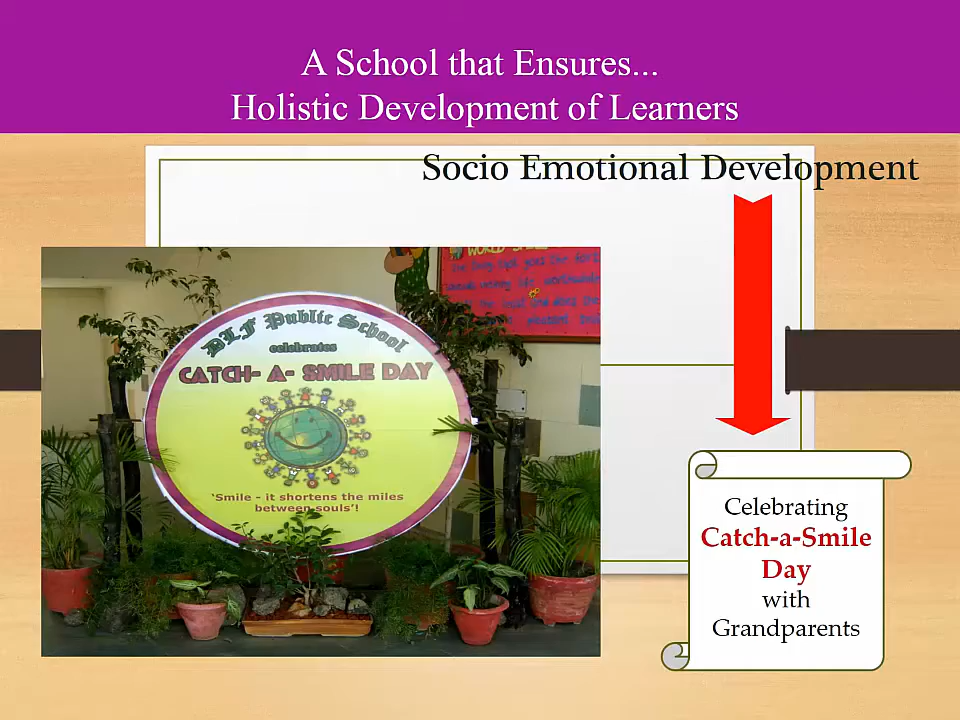 A School that Ensures...
Holistic Development of Learners
Socio Emotional Development
DLF Public School
celebrates
CATCH- A- SMILE DAY
'Smile - it shortens the miles
between souls'!
Celebrating
Catch-a-Smile
Day
with
Grandparents